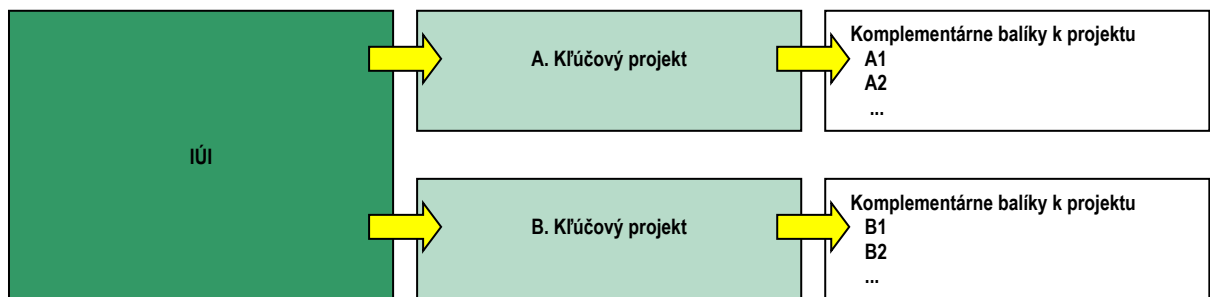 IÚI
A. Kľúčový projekt
Komplementárne balíky k projektu
A1
A2
...
B. Kľúčový projekt
Komplementárne balíky k projektu
B1
B2
...